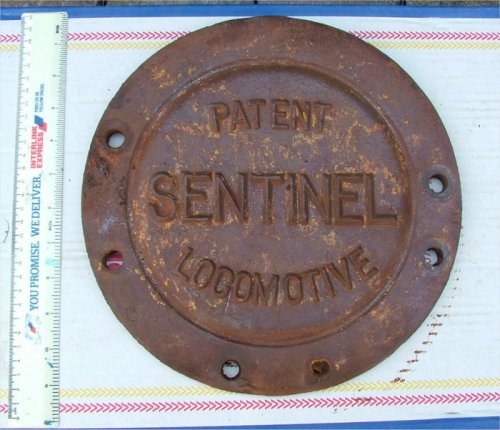 PATENT
SENTINEL
LOCOMOTIVE
INTERLINK
EXPRESS
YOU PROMISE. WE DELIVER.